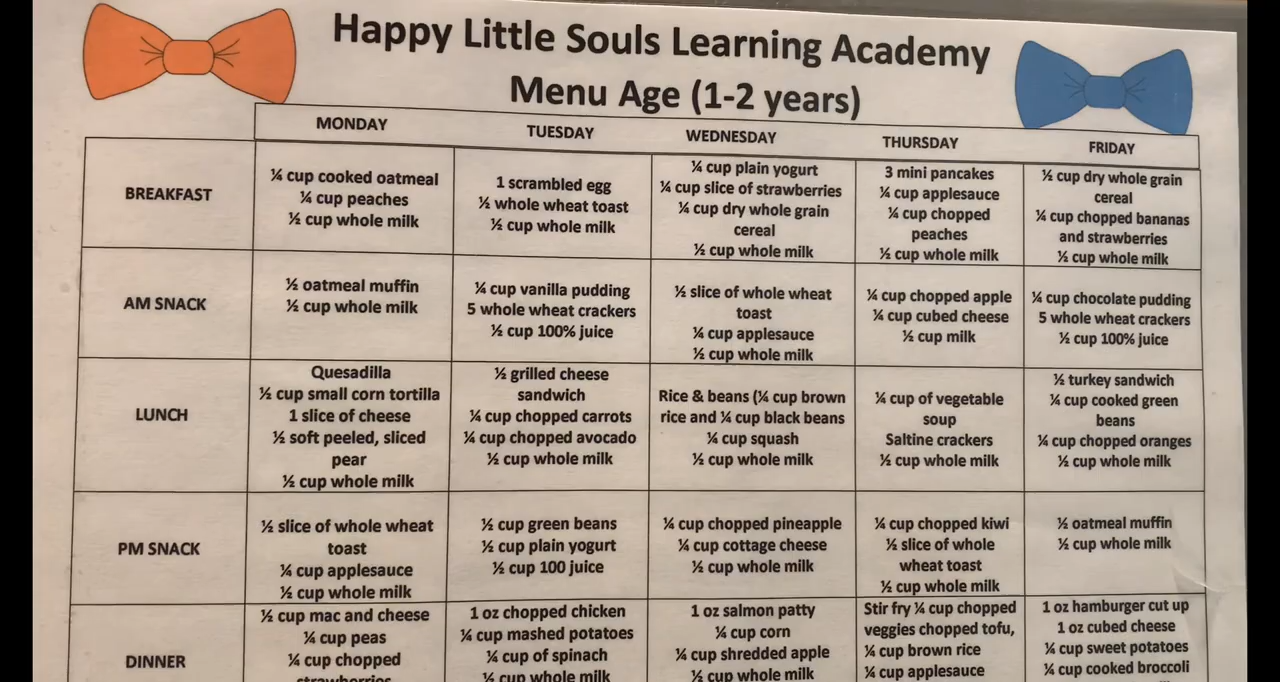 Happy Little Souls Learning Academy
Menu Age (1-2 years)
MONDAY
TUESDAY
WEDNESDAY
THURSDAY
FRIDAY
BREAKFAST
¼ cup cooked oatmeal
¼ cup peaches
½ cup whole milk
1 scrambled egg
½ whole wheat toast
½ cup whole milk
¼ cup plain yogurt
¼ cup slice of strawberries
¼ cup dry whole grain
cereal
½ cup whole milk
3 mini pancakes
¼ cup applesauce
¼ cup chopped
peaches
½ cup whole milk
½ cup dry whole grain
cereal
¼ cup chopped bananas
and strawberries
½ cup whole milk
AM SNACK
½ oatmeal muffin
½ cup whole milk
¼ cup vanilla pudding
5 whole wheat crackers
½ cup 100% juice
½ slice of whole wheat
toast
¼ cup applesauce
½ cup whole milk
¼ cup chopped apple
¼ cup cubed cheese
½ cup milk
¼ cup chocolate pudding
5 whole wheat crackers
½ cup 100% juice
LUNCH
Quesadilla
½ cup small corn tortilla
1 slice of cheese
½ soft peeled, sliced
pear
½ cup whole milk
½ grilled cheese
sandwich
¼ cup chopped carrots
¼ cup chopped avocado
½ cup whole milk
Rice & beans (¼ cup brown
rice and ¼ cup black beans
¼ cup squash
½ cup whole milk
¼ cup of vegetable
soup
Saltine crackers
½ cup whole milk
½ turkey sandwich
¼ cup cooked green
beans
¼ cup chopped oranges
½ cup whole milk
PM SNACK
½ slice of whole wheat
toast
¼ cup applesauce
½ cup whole milk
½ cup green beans
½ cup plain yogurt
½ cup 100 juice
¼ cup chopped pineapple
¼ cup cottage cheese
½ cup whole milk
¼ cup chopped kiwi
½ slice of whole
wheat toast
½ cup whole milk
½ oatmeal muffin
½ cup whole milk
DINNER
½ cup mac and cheese
¼ cup peas
¼ cup chopped
strawberries
1 oz chopped chicken
¼ cup mashed potatoes
¼ cup of spinach
½ cup whole milk
1 oz salmon patty
¼ cup corn
¼ cup shredded apple
½ cup whole milk
Stir fry ¼ cup chopped
veggies chopped tofu,
¼ cup brown rice
¼ cup applesauce
1 oz hamburger cut up
1 oz cubed cheese
¼ cup sweet potatoes
¼ cup cooked broccoli